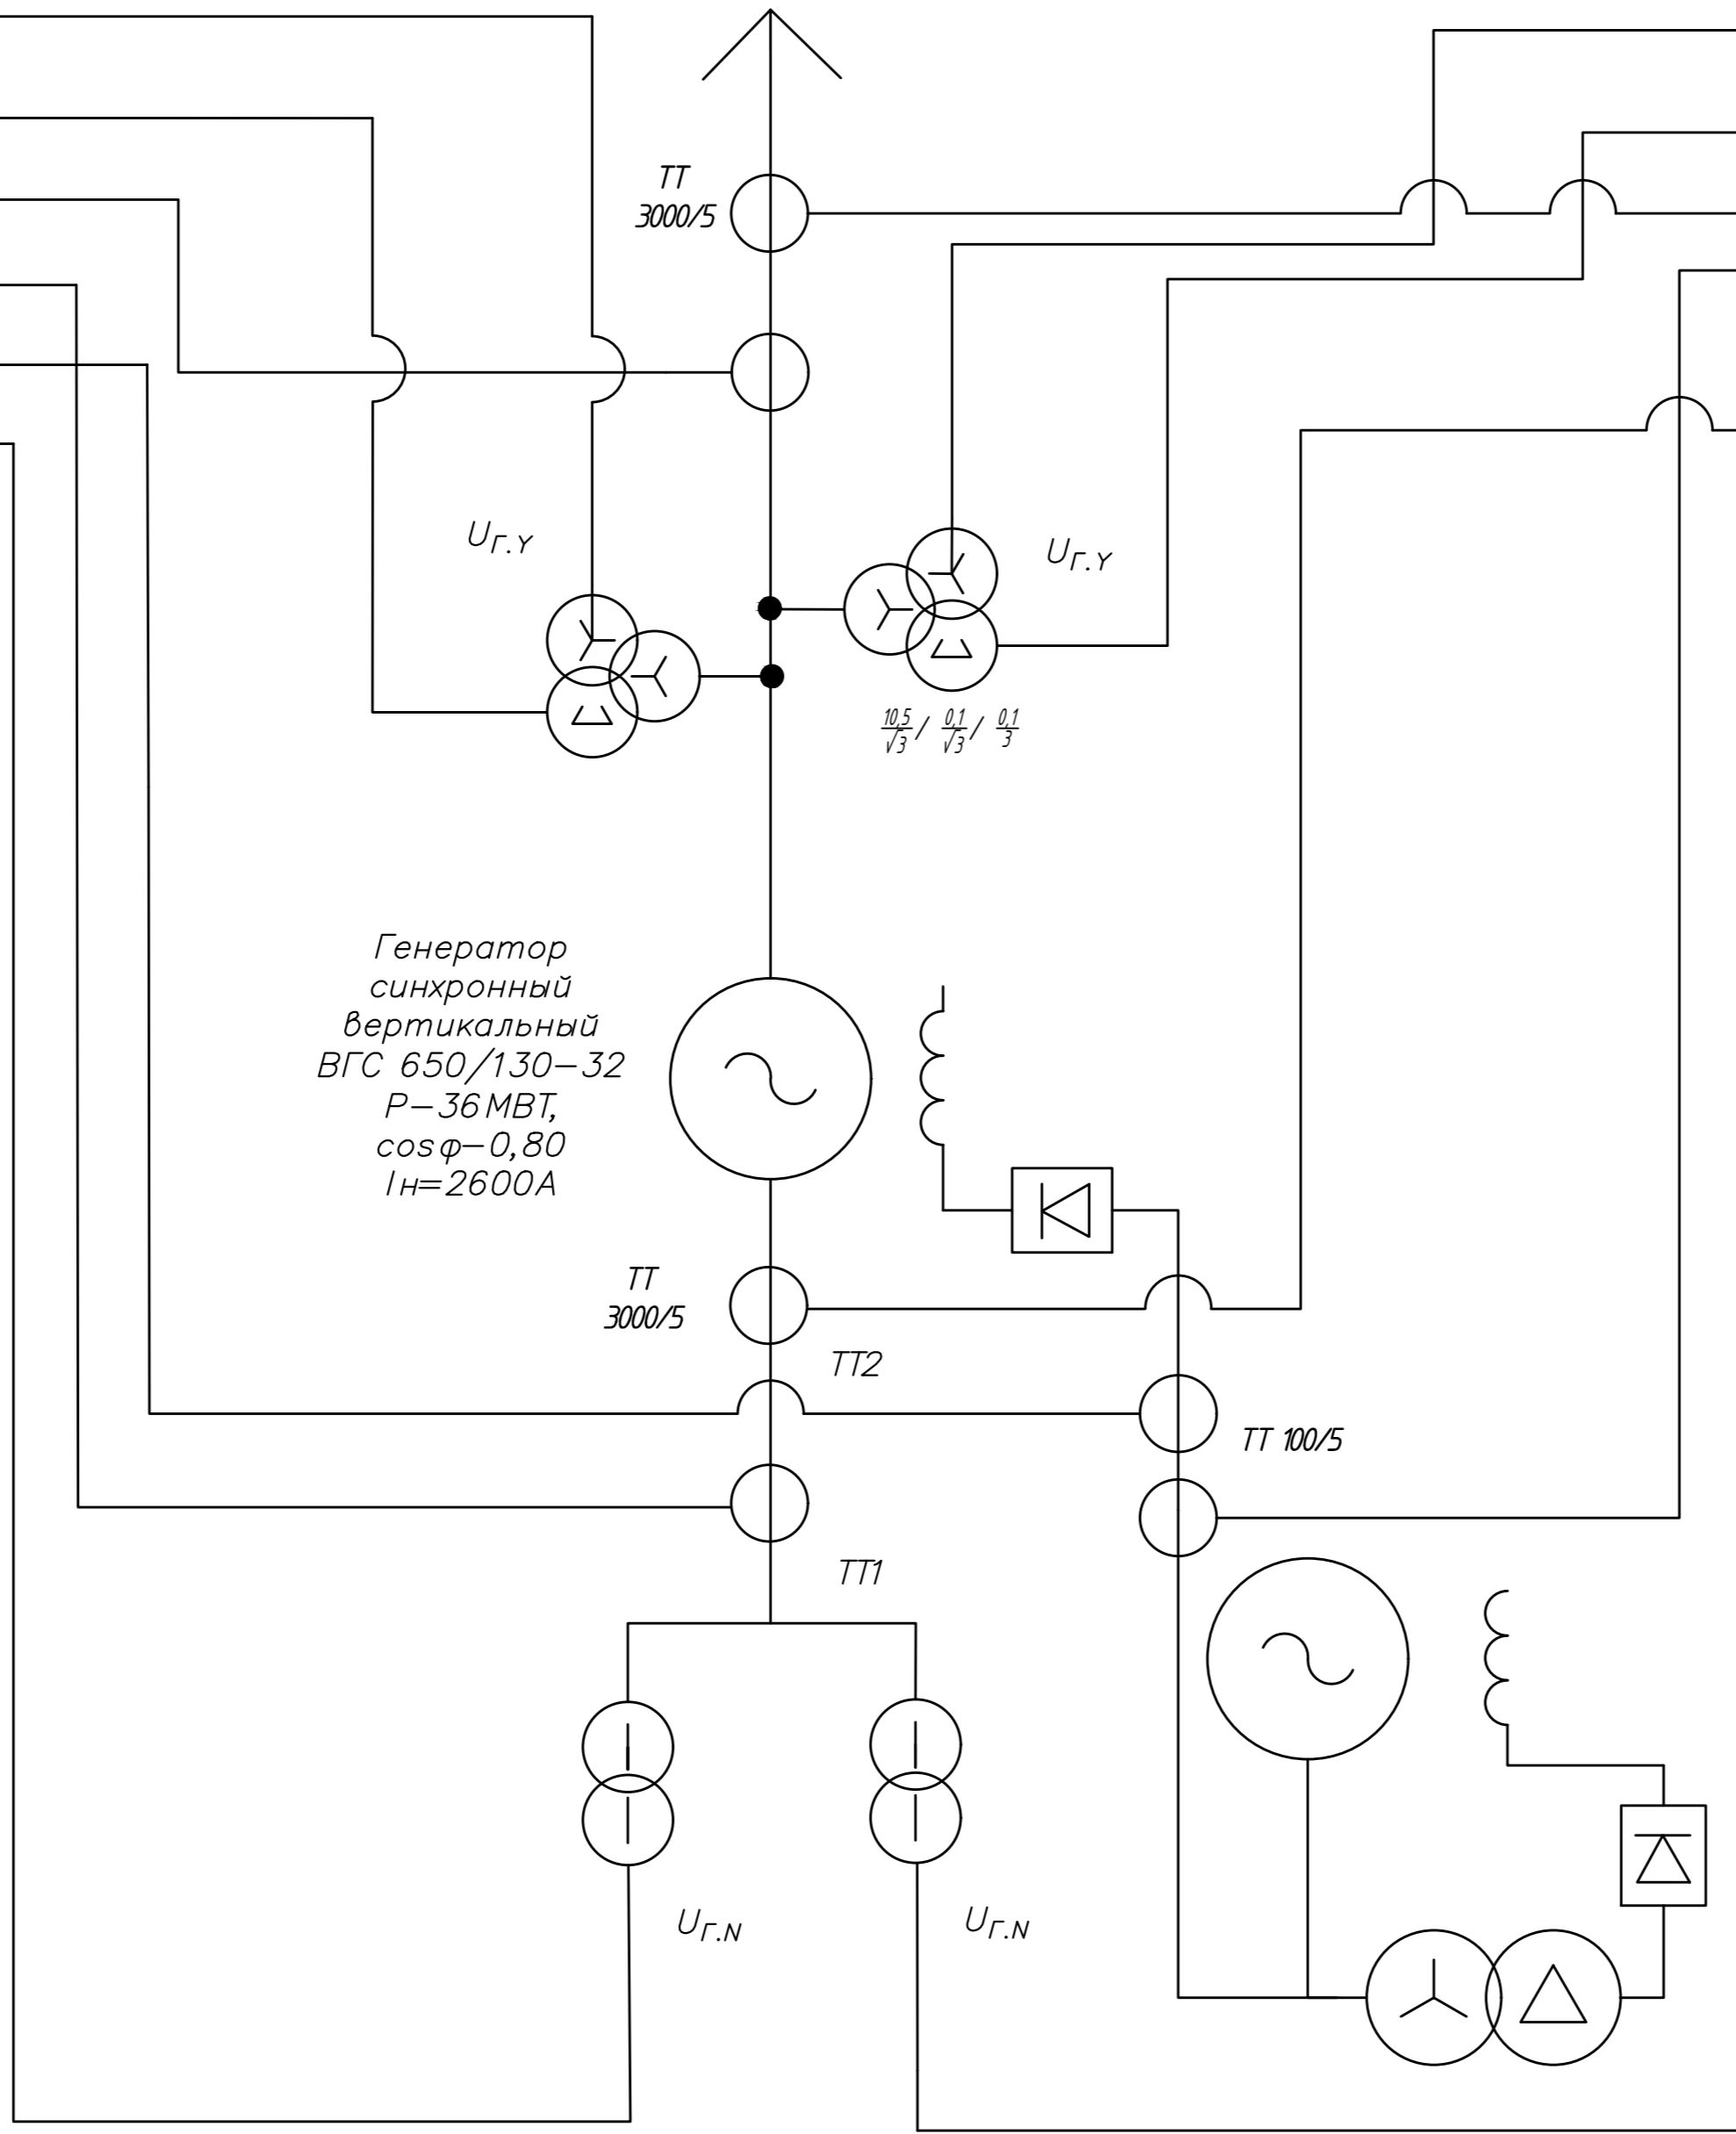 ТТ
3000/5
UГ.Y
UГ.Y
10,5/√3 / 0,1/√3 / 0,1/3
Генератор
синхронный
вертикальный
ВГС 650/130-32
Р-36МВТ,
cosφ-0,80
Iн=2600А
ТТ
3000/5
ТТ2
ТТ 100/5
ТТ1
UГ.N
UГ.N